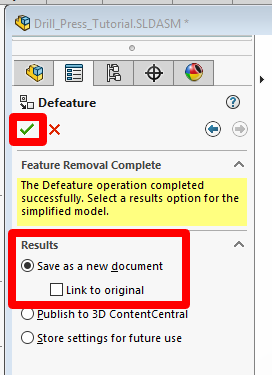 Drill_Press_Tutorial.SLDASM *
Defeature
Feature Removal Complete
The Defeature operation completed
successfully. Select a results option for the
simplified model.
Results
Save as a new document
Link to original
Publish to 3D ContentCentral
Store settings for future use